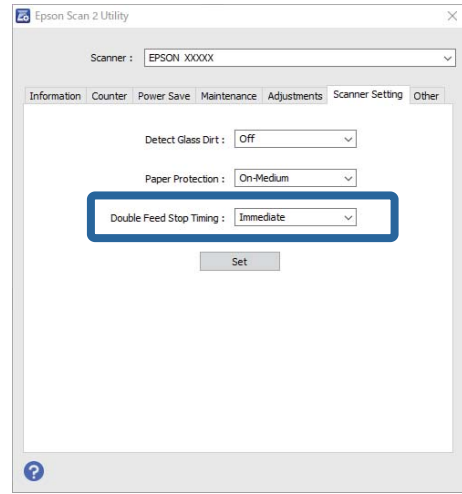 Epson Scan 2 Utility
Scanner : EPSON XXXXX
Information Counter Power Save Maintenance Adjustments Scanner Setting Other
Detect Glass Dirt : Off
Paper Protection : On-Medium
Double Feed Stop Timing : Immediate
Set
?